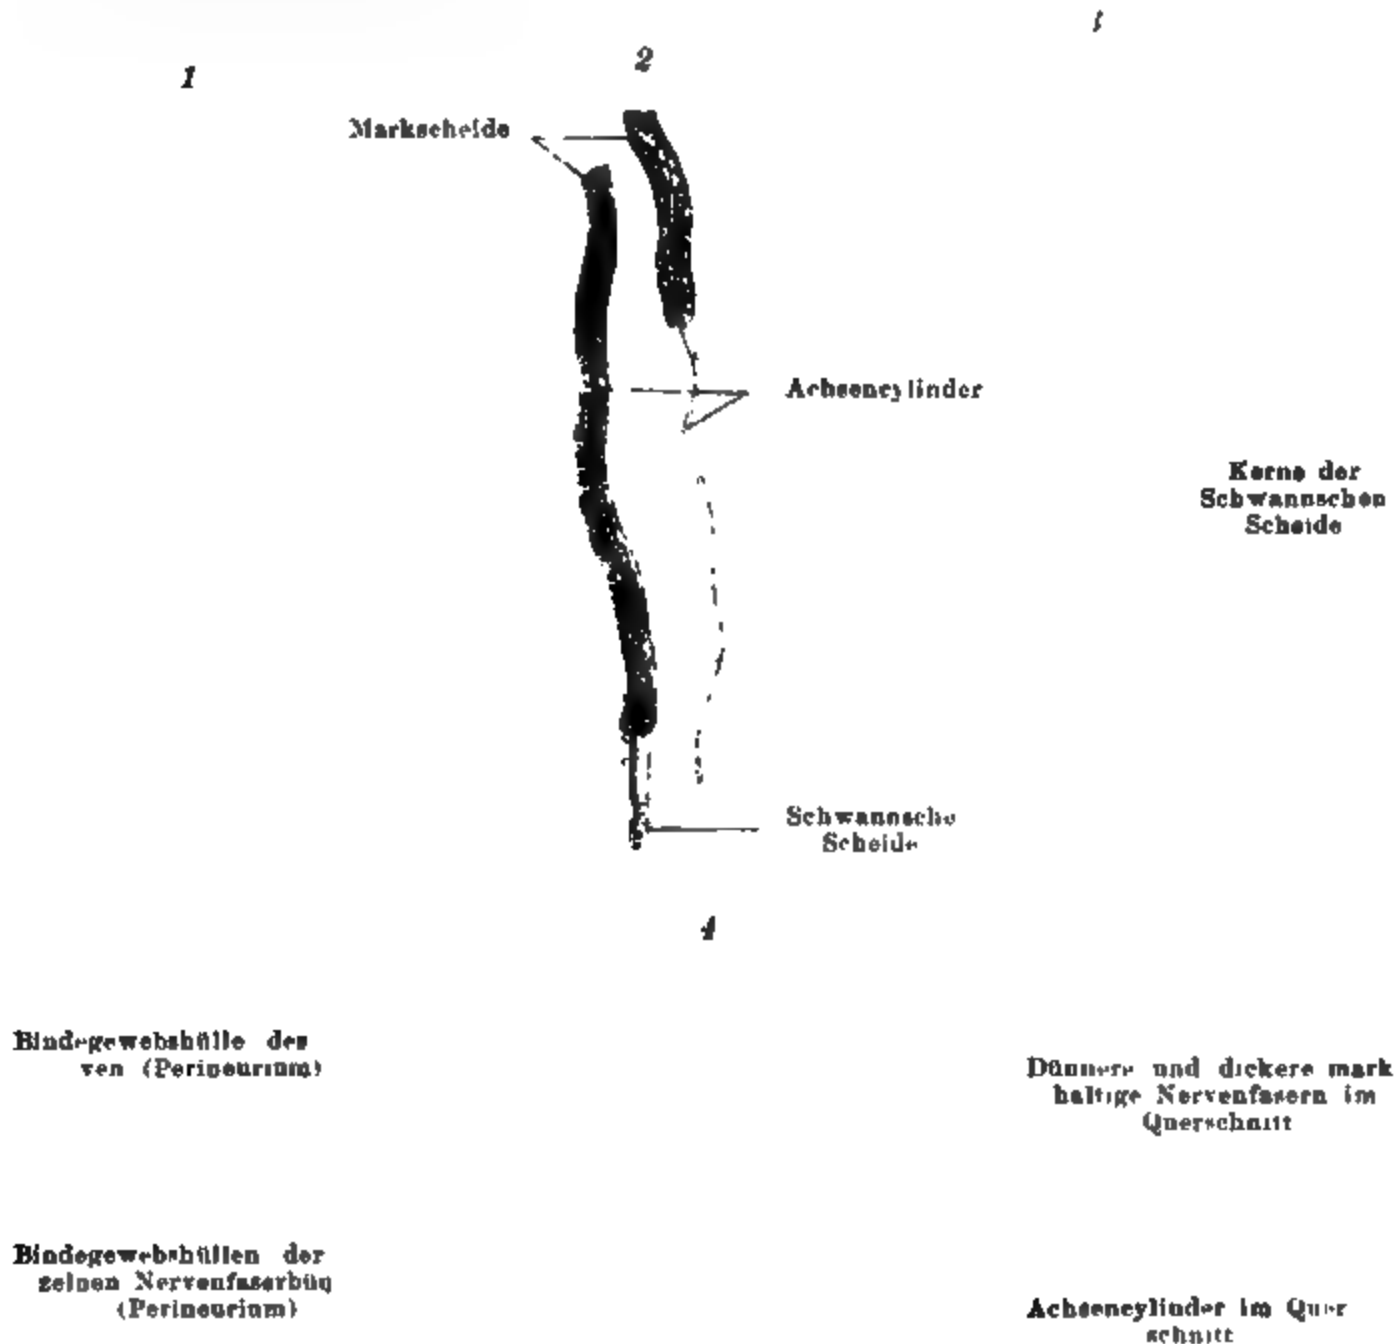 1
2
Markscheide
Achsencylinder
Kerne der
Schwannschen
Scheide
Schwannsche
Scheide
4
Bindegewebshülle des
ven (Perineurium)
Dünnere und dickere mark
haltige Nervenfasern im
Querschnitt
Bindegewebshüllen der
zelnen Nervenfaserbün
(Perineurium)
Achsencylinder im Quer
schnitt